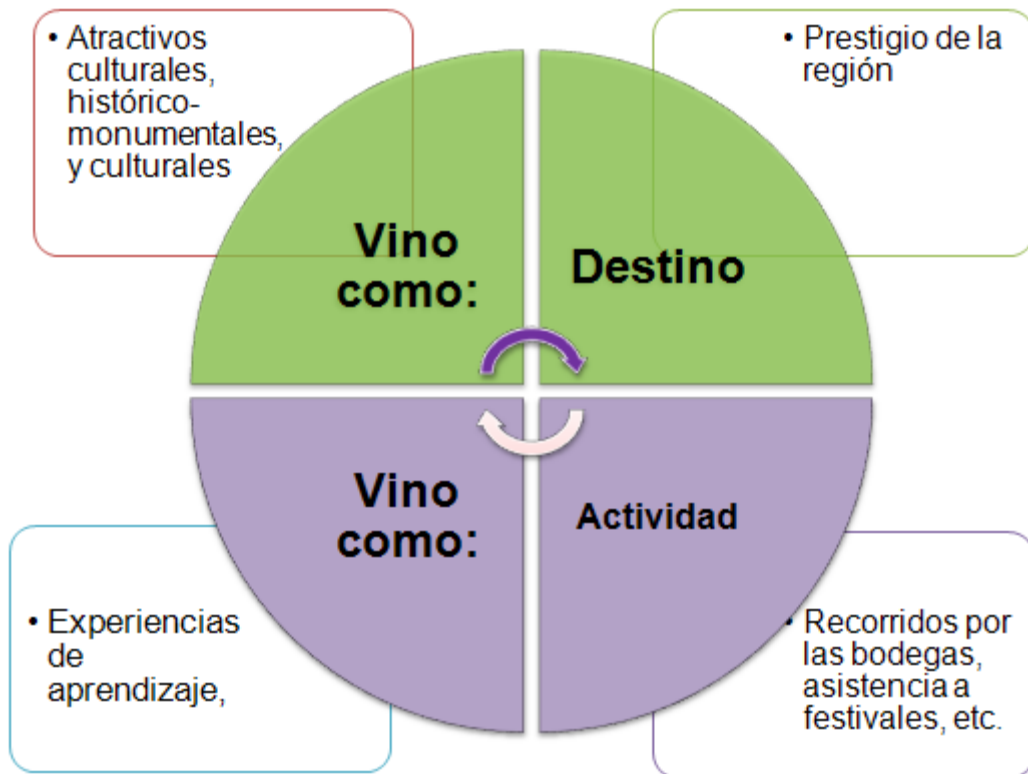 • Atractivos
culturales,
histórico-
monumentales,
y culturales
• Prestigio de la
región
Vino
como:
Destino
Vino
como:
Actividad
• Experiencias
de
aprendizaje,
• Recorridos por
las bodegas,
asistencia a
festivales, etc.